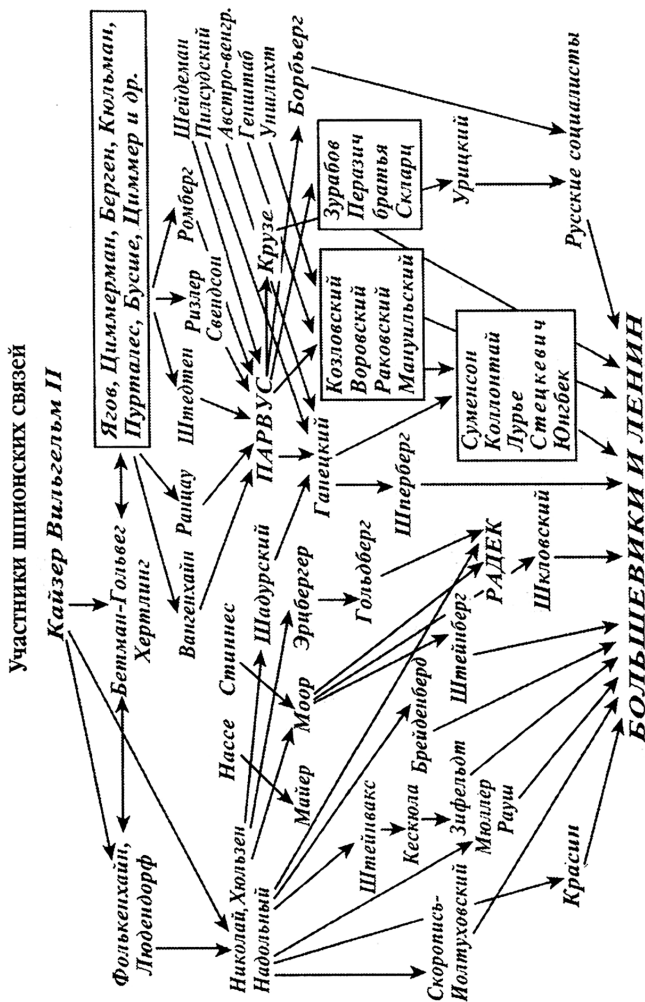 Участники шпионских связей
Кайзер Вильгельм II
Фолькенхайн,
Людендорф
Бетман-Гольвег
Хертлинг
Ягов, Циммерман, Берген, Кюльман,
Пурталес, Бусше, Циммер и др.
Николай, Хюльзен
Надольный
Нассе
Стиннес
Вангенхайн
Ранцау
Штедтен
Ризлер
Свендсон
Ромберг
Шейдеман
Пилсудский
Австро-венгр.
Генштаб
Уншлихт
Майер
Моор
Шадурский
Эрцбергер
ПАРВУС
Крузе
Борбьерг
Ганецкий
Козловский
Воровский
Раковский
Мануильский
Зурабов
Перазич
братья
Скларц
Штейнвакс
Кескюла
Зифельдт
Мюллер
Рауш
Брейденберд
Гольдберг
Шперберг
Урицкий
Скоропись-
Иолтуховский
Штейнберг
РАДЕК
Шкловский
Суменсон
Коллонтай
Лурье
Стецкевич
Юнгбек
Красин
Русские социалисты
БОЛЬШЕВИКИ И ЛЕНИН